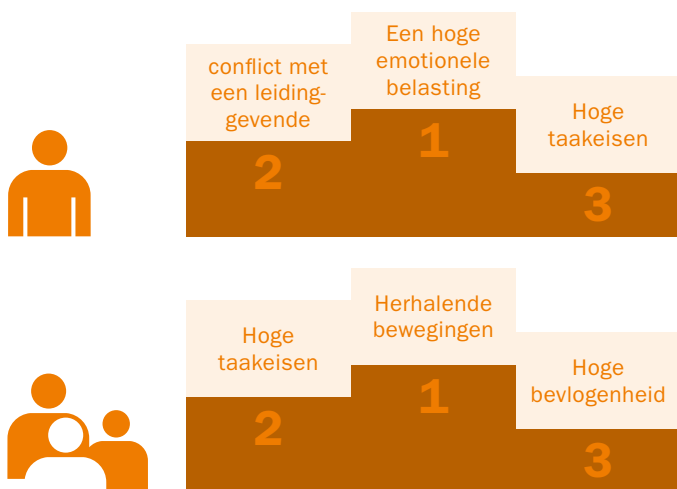 conflict met
een leiding-
gevende
2
Een hoge
emotionele
belasting
1
Hoge
taakeisen
3
Hoge
taakeisen
2
Herhalende
bewegingen
1
Hoge
bevlogenheid
3